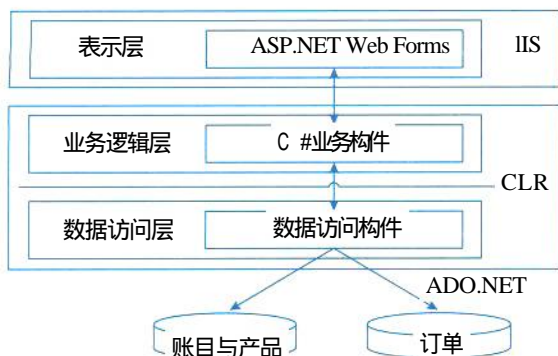 表示层 ASP.NET Web Forms IIS
业务逻辑层 C #业务构件
CLR
数据访问层 数据访问构件
ADO.NET
账目与产品 订单